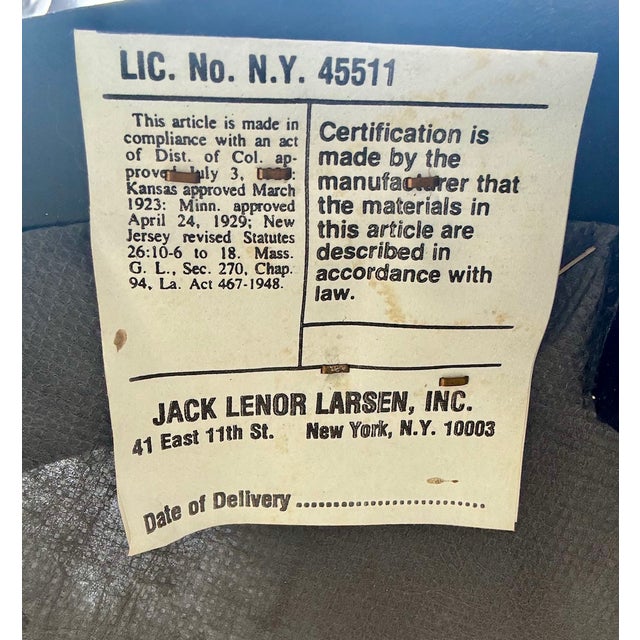 LIC. No. N.Y. 45511
This article is made in
compliance with an act
of Dist. of Col. ap-
proved July 3,
Kansas approved March
1923: Minn. approved
April 24, 1929; New
Jersey revised Statutes
26:10-6 to 18. Mass.
G. L., Sec. 270, Chap.
94, La. Act 467-1948.
Certification is
made by the
manufacturer that
the materials in
this article are
described in
accordance with
law.
JACK LENOR LARSEN, INC.
41 East 11th St. New York, N.Y. 10003
Date of Delivery ..............................